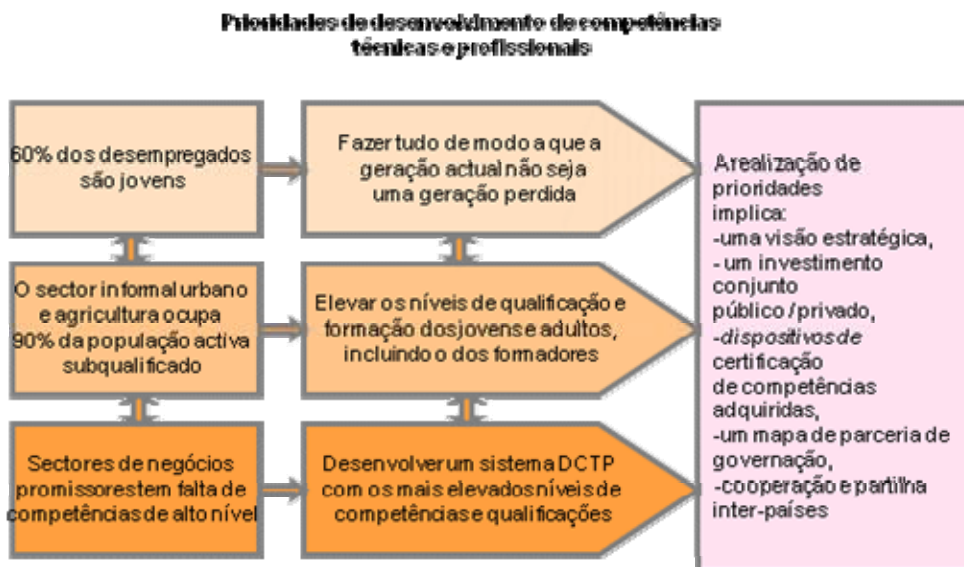 Prioridades de desenvolvimento de competências
técnicas e profissionais
60% dos desempregados
são jovens
Fazer tudo de modo a que a
geração actual não seja
uma geração perdida
O sector informal urbano
e agricultura ocupa
90% da população activa
subqualificado
Elevar os níveis de qualificação e
formação dos jovens e adultos,
incluindo o dos formadores
Sectores de negócios
promissores tem falta de
competências de alto nível
Desenvolver um sistema DCTP
com os mais elevados níveis de
competências e qualificações
A realização de
prioridades
implica:
-uma visão estratégica,
- um investimento
conjunto
público / privado,
-dispositivos de
certificação
de competências
adquiridas,
-um mapa de parceria de
governação,
-cooperação e partilha
inter-países